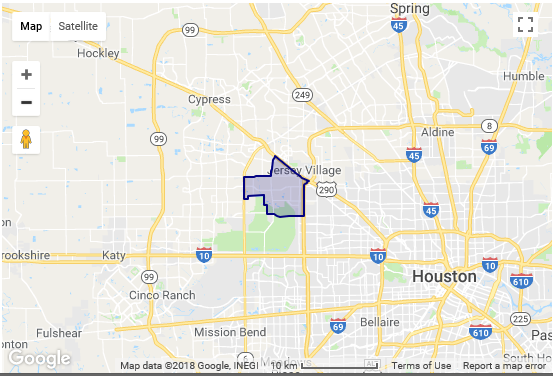 Map
Satellite
Spring
45
99
Hockley
Humble
249
Cypress
8
Aldine
99
69
45
Jersey Village
290
45
Brookshire
Katy
10
10
10
99
Houston
610
Cinco Ranch
225
Fulshear
Mission Bend
69
Bellaire
610
Pas
South Ho
Google
Map data ©2018 Google, INEGI
10 km
Terms of Use
Report a map error